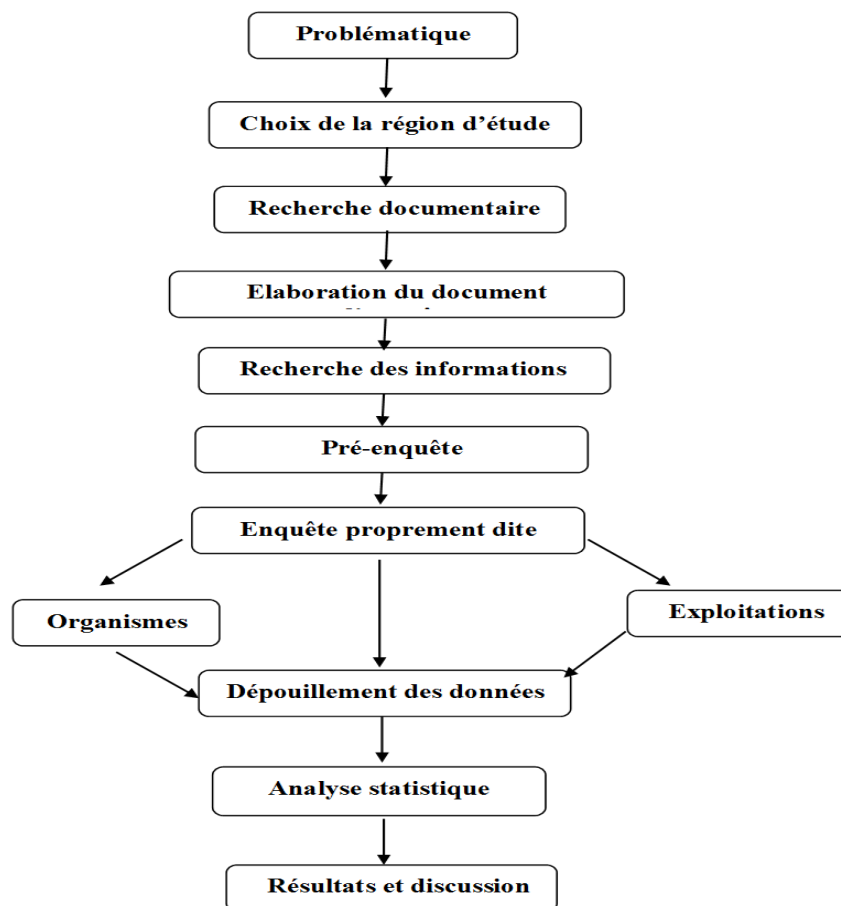 Problématique
Choix de la région d’étude
Recherche documentaire
Elaboration du document
Recherche des informations
Pré-enquête
Enquête proprement dite
Organismes
Exploitations
Dépouillement des données
Analyse statistique
Résultats et discussion